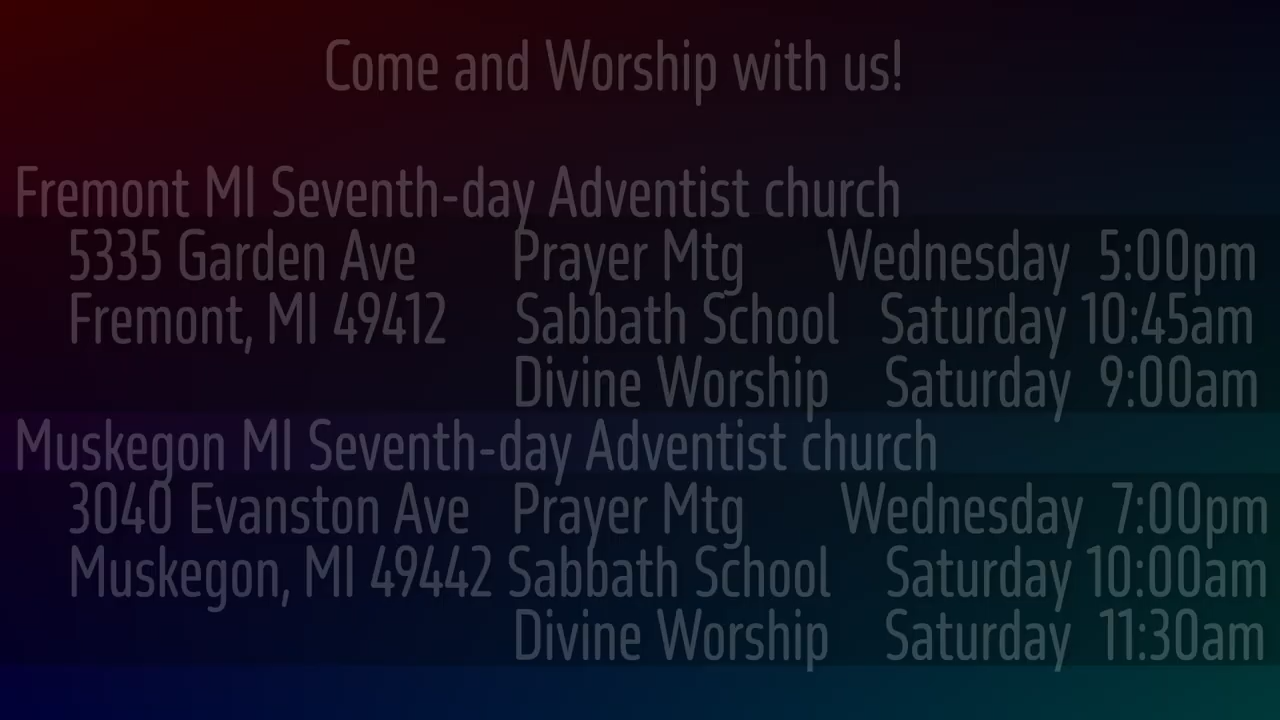 Come and Worship with us!
Fremont MI Seventh-day Adventist church
5335 Garden Ave Prayer Mtg Wednesday 5:00pm
Fremont, MI 49412 Sabbath School Saturday 10:45am
Divine Worship Saturday 9:00am
Muskegon MI Seventh-day Adventist church
3040 Evanston Ave Prayer Mtg Wednesday 7:00pm
Muskegon, MI 49442 Sabbath School Saturday 10:00am
Divine Worship Saturday 11:30am